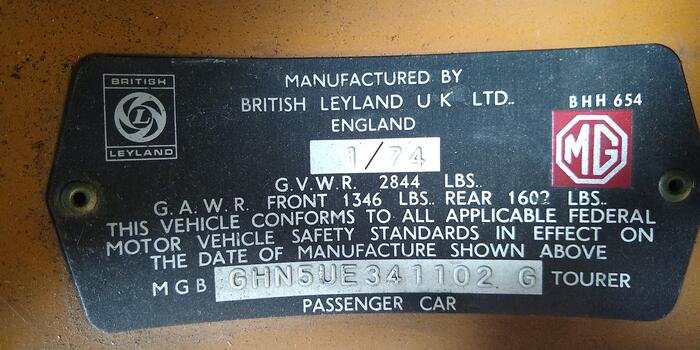 BRITISH
LEYLAND
MANUFACTURED BY
BRITISH LEYLAND U K LTD..
ENGLAND
BHH 654
MG
1/74
G.V.W.R. 2844 LBS..
G.A.W.R. FRONT 1346 LBS.. REAR 1602 LBS..
THIS VEHICLE CONFORMS TO ALL APPLICABLE FEDERAL
MOTOR VEHICLE SAFETY STANDARDS IN EFFECT ON
THE DATE OF MANUFACTURE SHOWN ABOVE
MGB GHN5UE341102 G TOURER
PASSENGER CAR